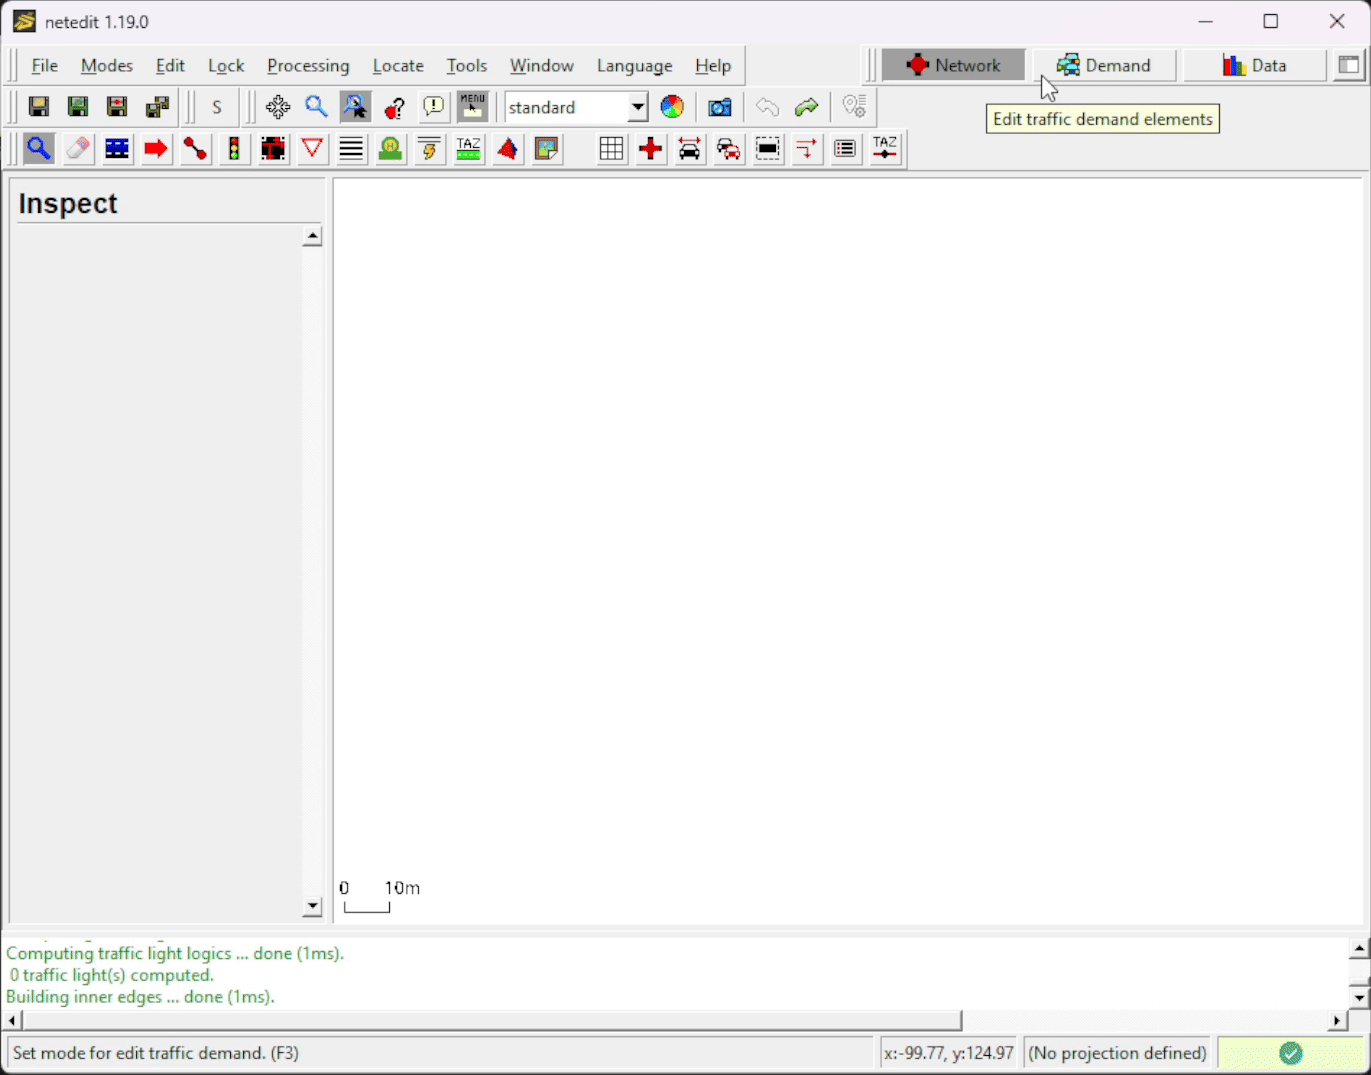 netedit 1.19.0
File Modes Edit Lock Processing Locate Tools Window Language Help
Network Demand Data
S MENU standard
Edit traffic demand elements
TAZ TAZ
Inspect
0 10m
Computing traffic light logics ... done (1ms).
0 traffic light(s) computed.
Building inner edges ... done (1ms).
Set mode for edit traffic demand. (F3) x:-99.77, y:124.97 (No projection defined)